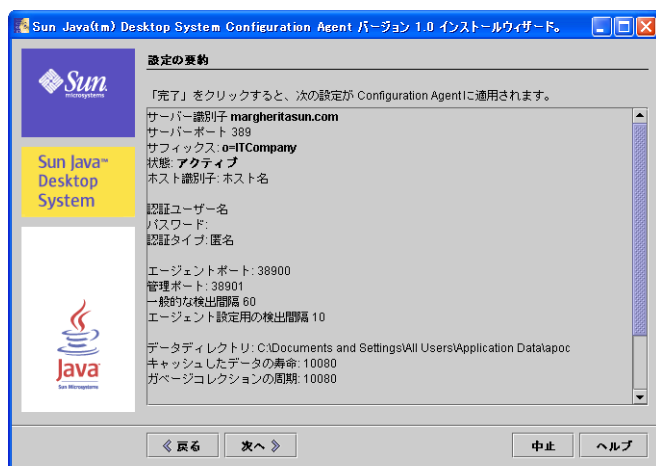 Sun Java(tm) Desktop System Configuration Agent バージョン 1.0 インストールウィザード。
Sun
microsystems
Sun Java™
Desktop
System
Java
Sun Microsystems
設定の要約
「完了」をクリックすると、次の設定が Configuration Agentに適用されます。
サーバー識別子 margheritasun.com
サーバーポート 389
サフィックス: o=ITCompany
状態: アクティブ
ホスト識別子: ホスト名
認証ユーザー名
パスワード:
認証タイプ: 匿名
エージェントポート: 38900
管理ポート: 38901
一般的な検出間隔 60
エージェント設定用の検出間隔 10
データディレクトリ: C:\Documents and Settings\All Users\Application Data\apoc
キャッシュしたデータの寿命: 10080
ガベージコレクションの周期: 10080
戻る
次へ
中止
ヘルプ